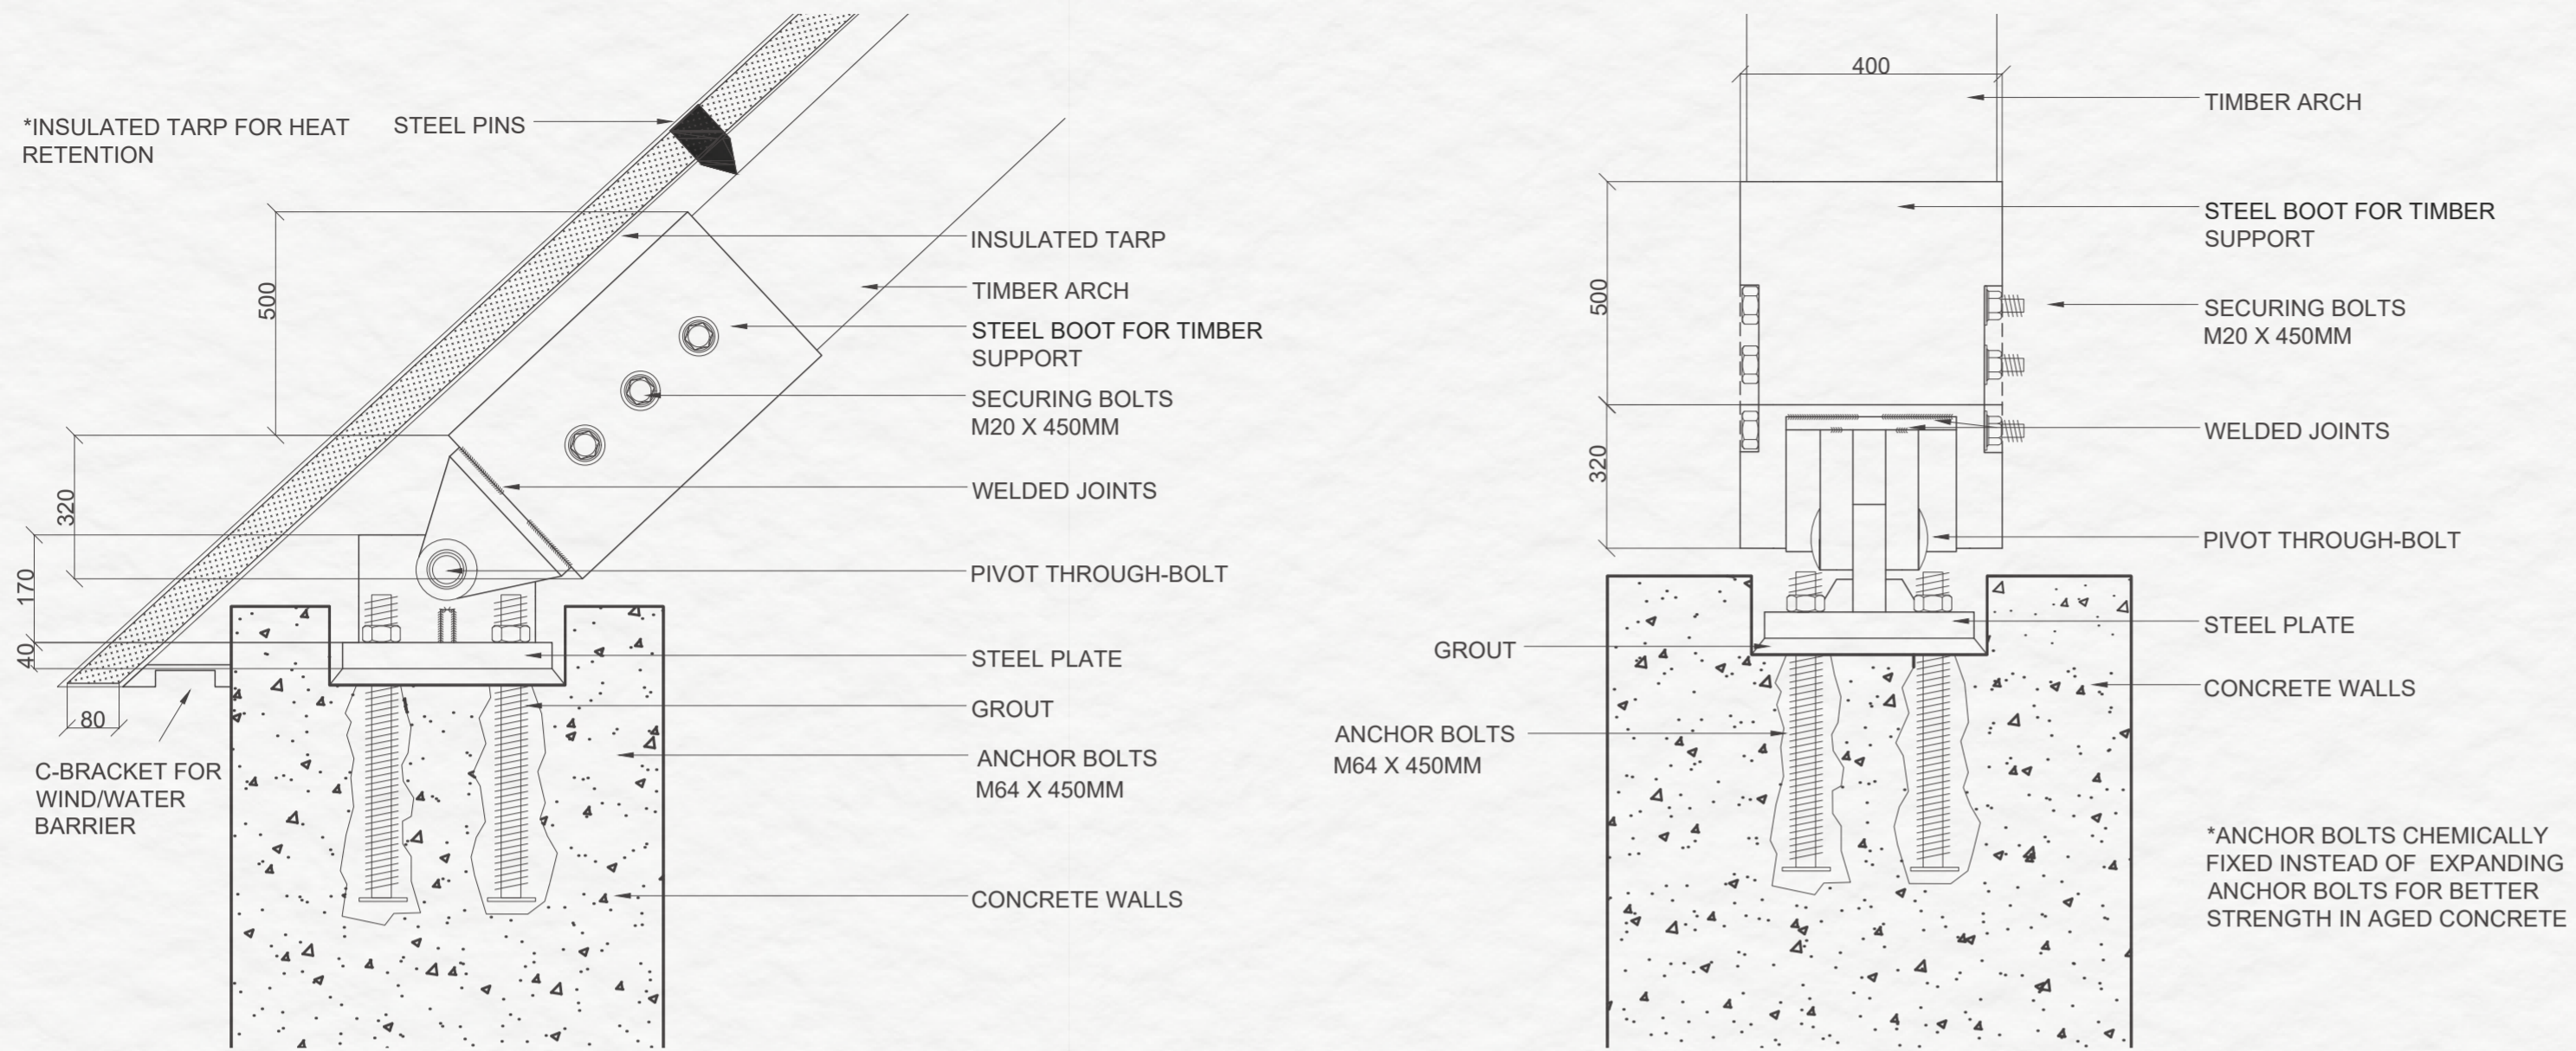 *INSULATED TARP FOR HEAT
RETENTION
STEEL PINS
500
320
170
40
80
C-BRACKET FOR
WIND/WATER
BARRIER
INSULATED TARP
TIMBER ARCH
STEEL BOOT FOR TIMBER
SUPPORT
SECURING BOLTS
M20 X 450MM
WELDED JOINTS
PIVOT THROUGH-BOLT
STEEL PLATE
GROUT
ANCHOR BOLTS
M64 X 450MM
CONCRETE WALLS
400
500
320
GROUT
ANCHOR BOLTS
M64 X 450MM
TIMBER ARCH
STEEL BOOT FOR TIMBER
SUPPORT
SECURING BOLTS
M20 X 450MM
WELDED JOINTS
PIVOT THROUGH-BOLT
STEEL PLATE
CONCRETE WALLS
*ANCHOR BOLTS CHEMICALLY
FIXED INSTEAD OF  EXPANDING
ANCHOR BOLTS FOR BETTER
STRENGTH IN AGED CONCRETE